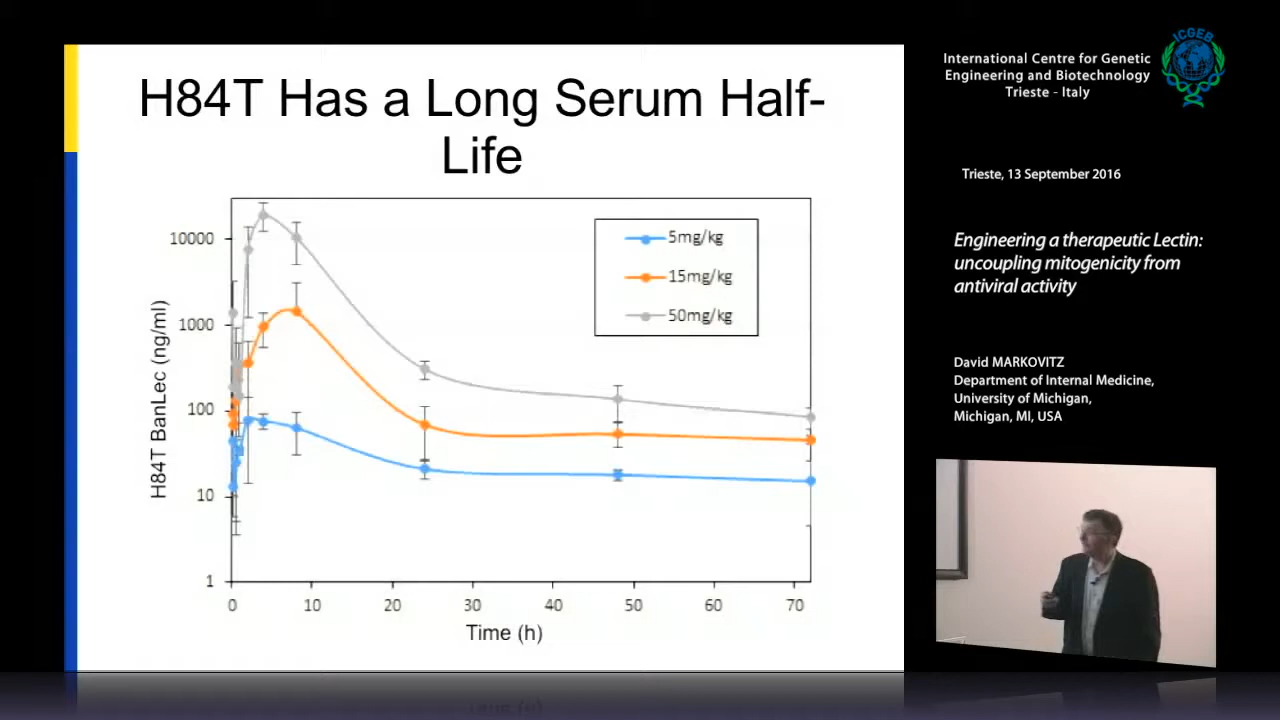 H84T Has a Long Serum Half-
Life
H84T BanLec (ng/ml)
10000
1000
100
10
1
5mg/kg
15mg/kg
50mg/kg
0 10 20 30 40 50 60 70
Time (h)
International Centre for Genetic
Engineering and Biotechnology
Trieste - Italy
ICGEB
Trieste, 13 September 2016
Engineering a therapeutic Lectin:
uncoupling mitogenicity from
antiviral activity
David MARKOVITZ
Department of Internal Medicine,
University of Michigan,
Michigan, MI, USA